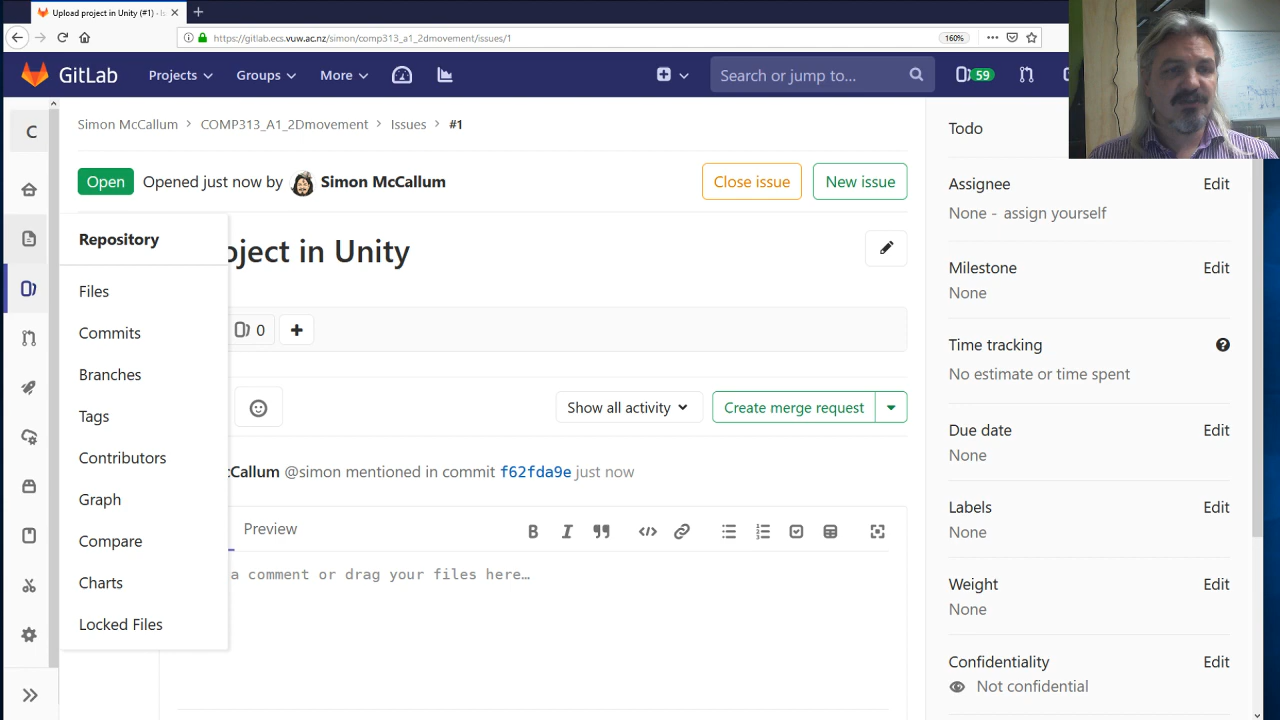 Upload project in Unity (#1) · Is
https://gitlab.ecs.vuw.ac.nz/simon/comp313_a1_2dmovement/issues/1
160%
GitLab
Projects
Groups
More
Search or jump to...
59
C
Simon McCallum
COMP313_A1_2Dmovement
Issues
#1
Open
Opened just now by
Simon McCallum
Close issue
New issue
oject in Unity
0
Show all activity
Create merge request
cCallum @simon mentioned in commit f62fda9e just now
Preview
a comment or drag your files here…
Repository
Files
Commits
Branches
Tags
Contributors
Graph
Compare
Charts
Locked Files
Todo
Assignee
Edit
None - assign yourself
Milestone
Edit
None
Time tracking
No estimate or time spent
Due date
Edit
None
Labels
Edit
None
Weight
Edit
None
Confidentiality
Edit
Not confidential